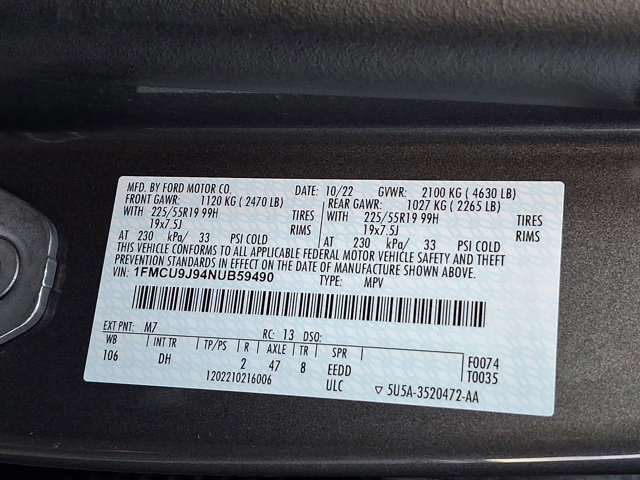 MFD. BY FORD MOTOR CO. DATE: 10/22 GVWR: 2100 KG ( 4630 LB)
FRONT GAWR: 1120 KG ( 2470 LB) REAR GAWR: 1027 KG ( 2265 LB)
WITH 225/55R19 99H TIRES WITH 225/55R19 99H TIRES
19x7.5J RIMS 19x7.5J RIMS
AT 230 kPa/ 33 PSI COLD AT 230 kPa/ 33 PSI COLD
THIS VEHICLE CONFORMS TO ALL APPLICABLE FEDERAL MOTOR VEHICLE SAFETY AND THEFT
PREVENTION STANDARDS IN EFFECT ON THE DATE OF MANUFACTURE SHOWN ABOVE.
VIN: 1FMCU9J94NUB59490 TYPE: MPV
EXT PNT: M7 RC: 13 DSO:
WB INT TR TP/PS R AXLE TR SPR F0074
106 DH 2 47 8 EEDD T0035
1202210216006 ULC ▽ 5U5A-3520472-AA